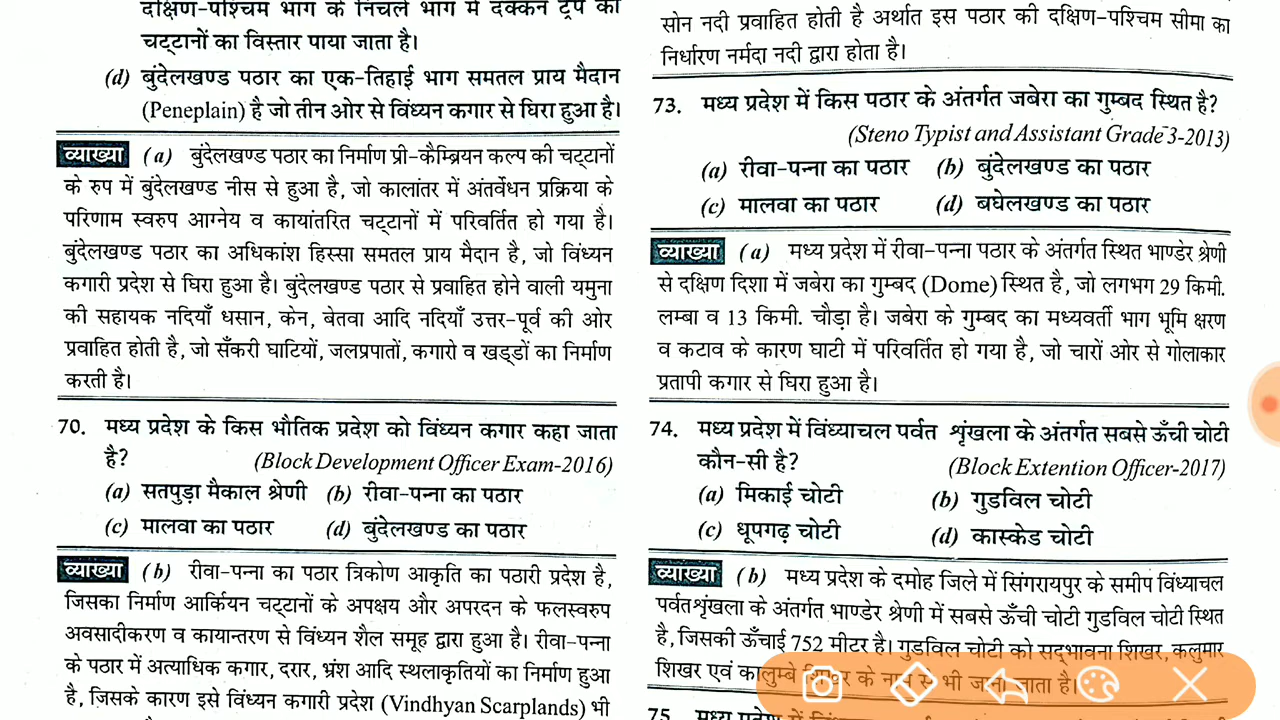 दक्षिण-पश्चिम भाग के निचले भाग में दक्कन ट्रैप की
चट्टानों का विस्तार पाया जाता है।
(d) बुंदेलखण्ड पठार का एक-तिहाई भाग समतल प्राय मैदान
(Peneplain) है जो तीन ओर से विंध्यन कगार से घिरा हुआ है।
व्याख्या (a) बुंदेलखण्ड पठार का निर्माण प्री-कैम्ब्रियन कल्प की चट्टानों
के रुप में बुंदेलखण्ड नीस से हुआ है, जो कालांतर में अंतर्वेधन प्रक्रिया के
परिणाम स्वरुप आग्नेय व कायांतरित चट्टानों में परिवर्तित हो गया है।
बुंदेलखण्ड पठार का अधिकांश हिस्सा समतल प्राय मैदान है, जो विंध्यन
कगारी प्रदेश से घिरा हुआ है। बुंदेलखण्ड पठार से प्रवाहित होने वाली यमुना
की सहायक नदियाँ धसान, केन, बेतवा आदि नदियाँ उत्तर-पूर्व की ओर
प्रवाहित होती है, जो सँकरी घाटियों, जलप्रपातों, कगारो व खड्डों का निर्माण
करती है।
70. मध्य प्रदेश के किस भौतिक प्रदेश को विंध्यन कगार कहा जाता
है? (Block Development Officer Exam-2016)
(a) सतपुड़ा मैकाल श्रेणी (b) रीवा-पन्ना का पठार
(c) मालवा का पठार (d) बुंदेलखण्ड का पठार
व्याख्या (b) रीवा-पन्ना का पठार त्रिकोण आकृति का पठारी प्रदेश है,
जिसका निर्माण आर्कियन चट्टानों के अपक्षय और अपरदन के फलस्वरुप
अवसादीकरण व कायान्तरण से विंध्यन शैल समूह द्वारा हुआ है। रीवा-पन्ना
के पठार में अत्याधिक कगार, दरार, भ्रंश आदि स्थलाकृतियों का निर्माण हुआ
है, जिसके कारण इसे विंध्यन कगारी प्रदेश (Vindhyan Scarplands) भी
सोन नदी प्रवाहित होती है अर्थात इस पठार की दक्षिण-पश्चिम सीमा का
निर्धारण नर्मदा नदी द्वारा होता है।
73. मध्य प्रदेश में किस पठार के अंतर्गत जबेरा का गुम्बद स्थित है?
(Steno Typist and Assistant Grade 3-2013)
(a) रीवा-पन्ना का पठार (b) बुंदेलखण्ड का पठार
(c) मालवा का पठार (d) बघेलखण्ड का पठार
व्याख्या (a) मध्य प्रदेश में रीवा-पन्ना पठार के अंतर्गत स्थित भाण्डेर श्रेणी
से दक्षिण दिशा में जबेरा का गुम्बद (Dome) स्थित है, जो लगभग 29 किमी.
लम्बा व 13 किमी. चौड़ा है। जबेरा के गुम्बद का मध्यवर्ती भाग भूमि क्षरण
व कटाव के कारण घाटी में परिवर्तित हो गया है, जो चारों ओर से गोलाकार
प्रतापी कगार से घिरा हुआ है।
74. मध्य प्रदेश में विंध्याचल पर्वत शृंखला के अंतर्गत सबसे ऊँची चोटी
कौन-सी है? (Block Extention Officer-2017)
(a) मिकाई चोटी (b) गुडविल चोटी
(c) धूपगढ़ चोटी (d) कास्केड चोटी
व्याख्या (b) मध्य प्रदेश के दमोह जिले में सिंगरायपुर के समीप विंध्याचल
पर्वतशृंखला के अंतर्गत भाण्डेर श्रेणी में सबसे ऊँची चोटी गुडविल चोटी स्थित
है, जिसकी ऊँचाई 752 मीटर है। गुडविल चोटी को सद्भावना शिखर, कलुमार
शिखर एवं कालुम्बे शिखर के नाम से भी जाना जाता है।
75. मध्य प्रदेश में